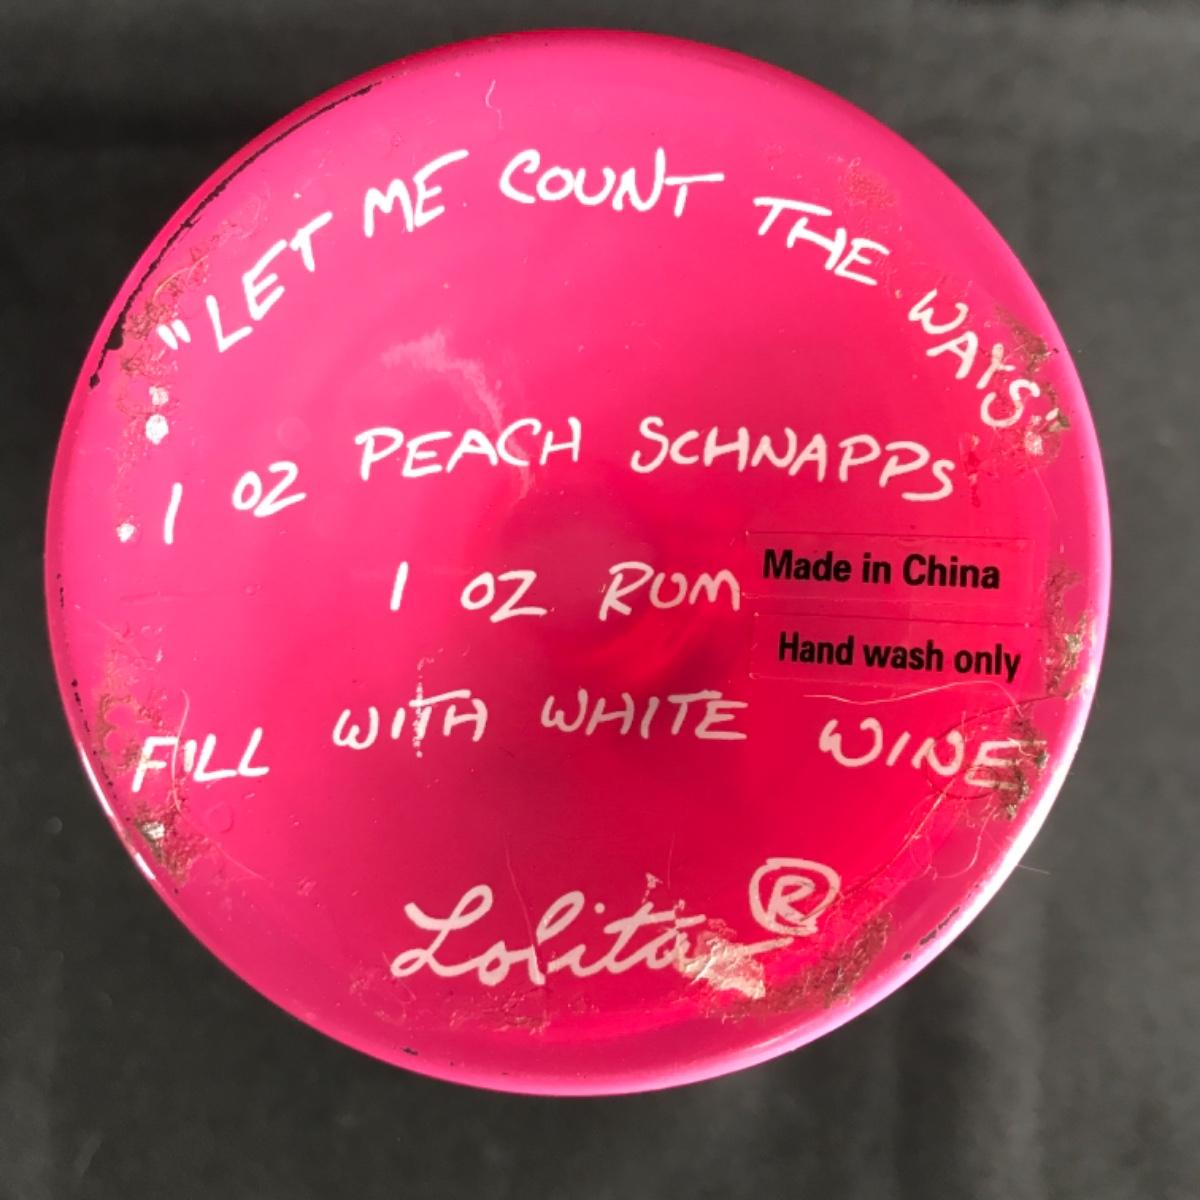 "LET ME COUNT THE WAYS"
1 OZ PEACH SCHNAPPS
1 OZ RUM
Made in China
Hand wash only
FILL WITH WHITE WINE
Lolita®